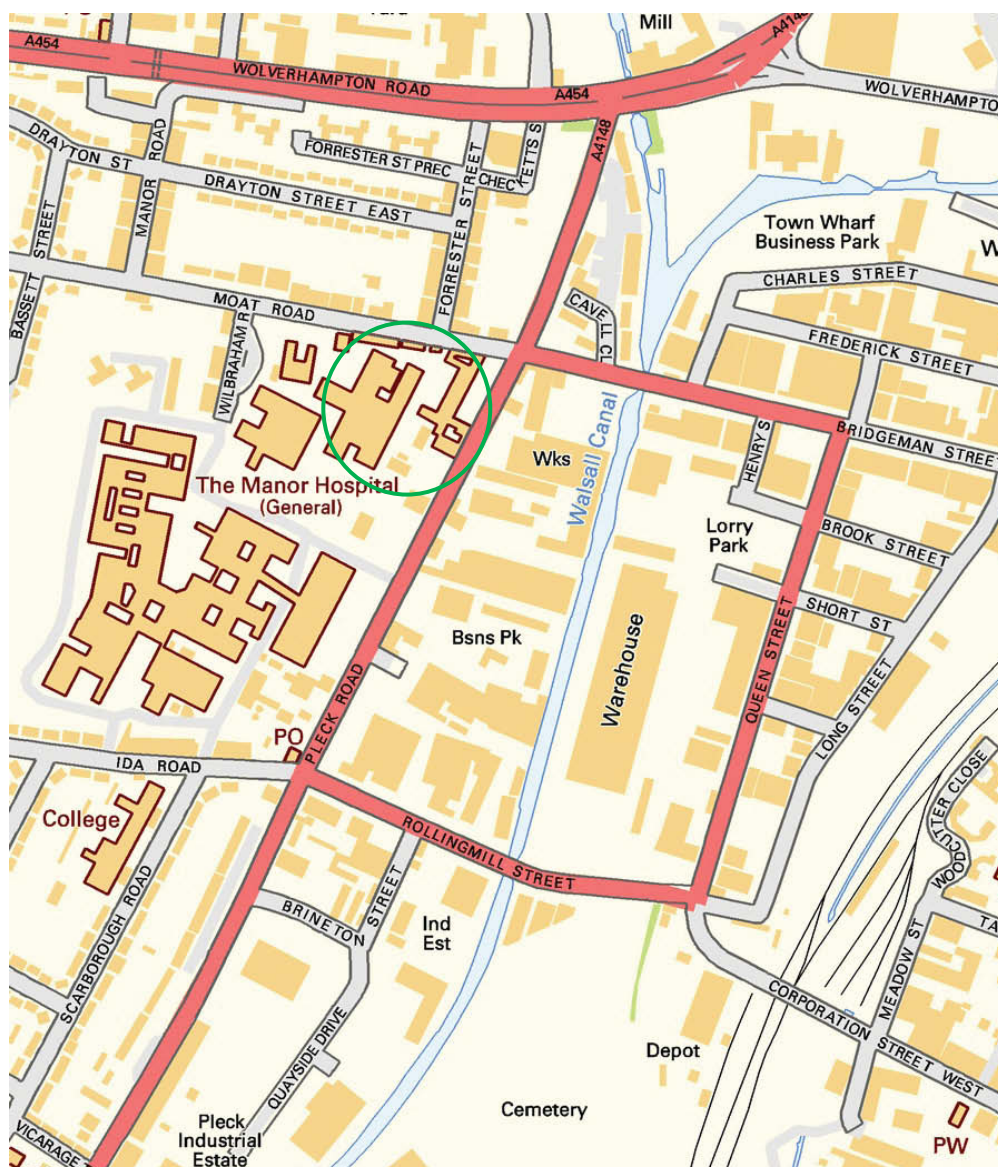 Mill
A4148
A454
WOLVERHAMPTON ROAD
A454
WOLVERHAMPTON
A4148
DRAYTON ST
MANOR ROAD
FORRESTER ST PREC
CHEC
TETTS S
DRAYTON STREET EAST
FORRESTER STREET
BASSETT STREET
MOAT ROAD
WILBRAHAM R
Town Wharf
Business Park
W
CHARLES STREET
CAVELL CL
FREDERICK STREET
BRIDGEMAN STREET
HENRY S
Wks
Walsall Canal
The Manor Hospital
(General)
Lorry
Park
BROOK STREET
SHORT ST
Bsns Pk
Warehouse
QUEEN STREET
LONG STREET
PLECK ROAD
PO
IDA ROAD
College
ROLLINGMILL STREET
WOODCUTTER CLOSE
SCARBOROUGH ROAD
BRINETON
STREET
Ind
Est
MEADOW ST
TA
QUAYSIDE DRIVE
CORPORATION STREET WEST
Depot
Cemetery
Pleck
Industrial
Estate
VICARAGE
PW